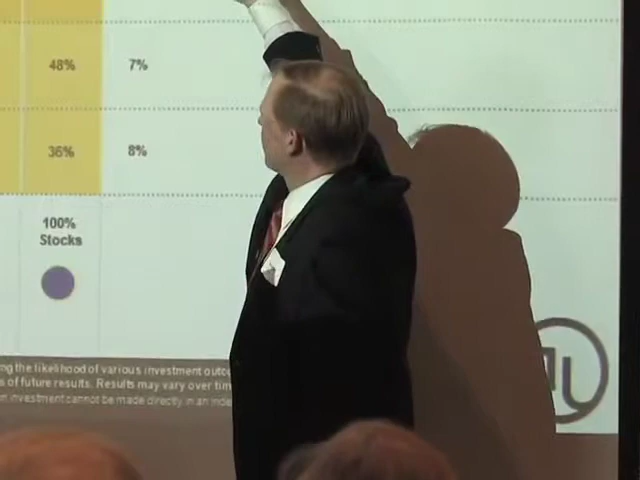 48% 7%
36% 8%
100%
Stocks
ng the likelihood of various investment outc
s of future results. Results may vary over tim
n investment cannot be made directly in an inde